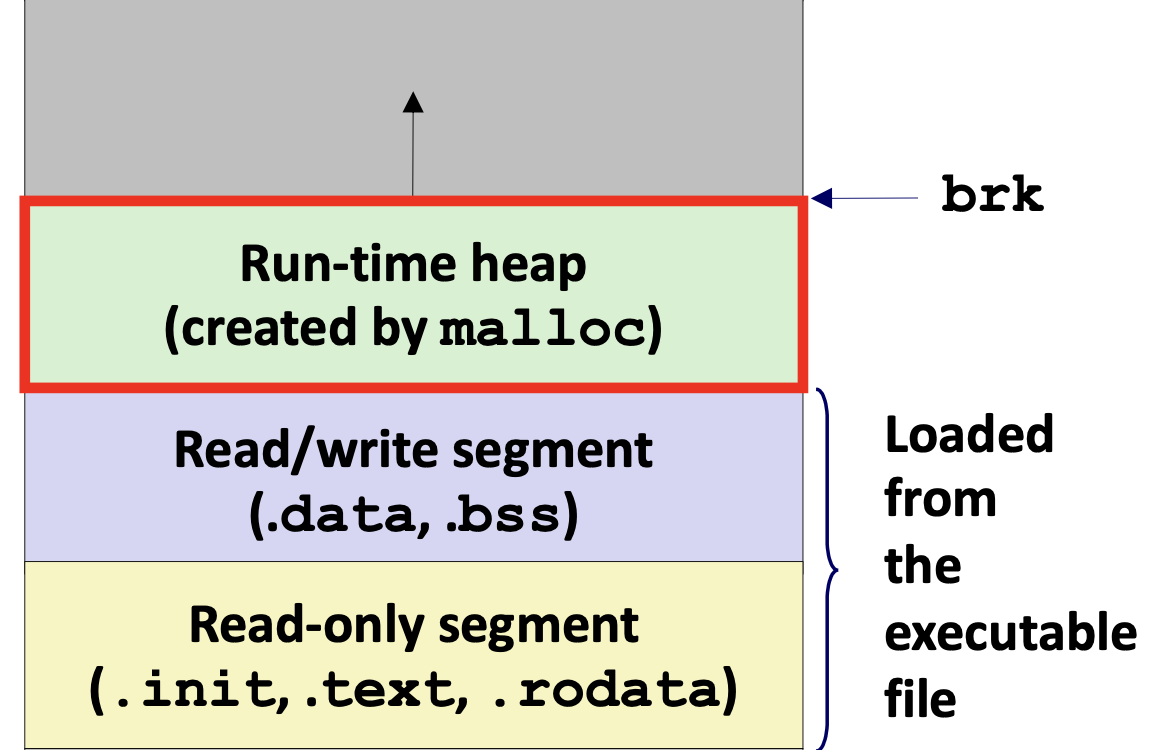 brk
Run-time heap
(created by malloc)
Read/write segment
(.data, .bss)
Loaded
from
the
executable
file
Read-only segment
(.init, .text, .rodata)